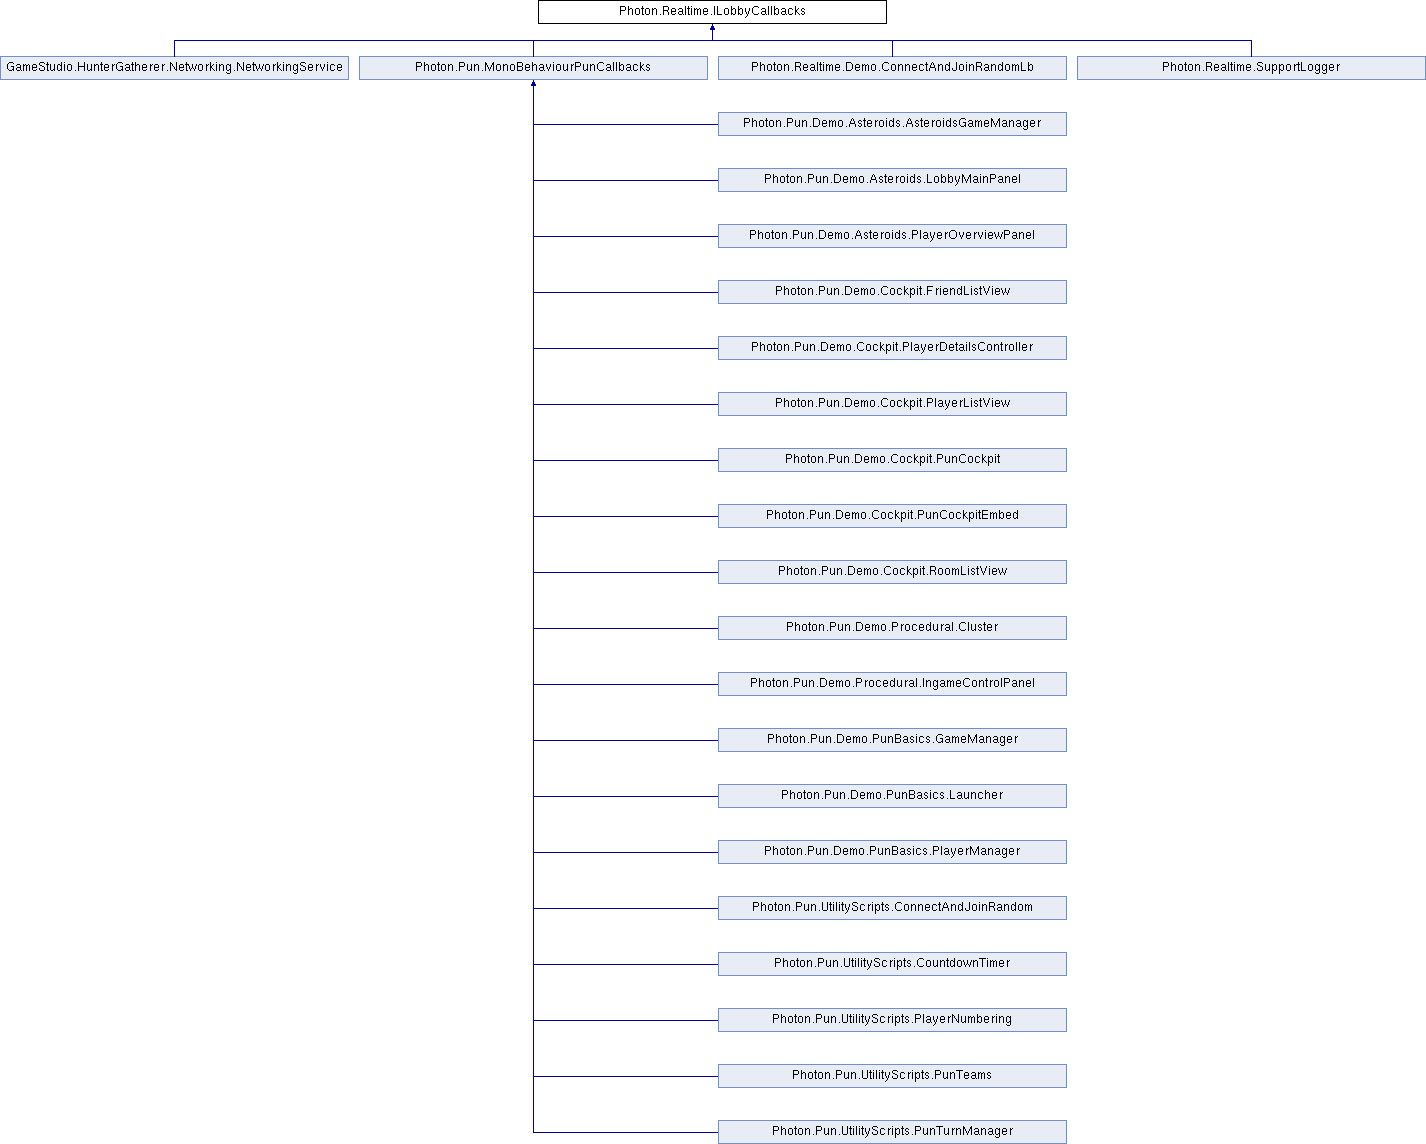 Photon.Realtime.ILobbyCallbacks
GameStudio.HunterGatherer.Networking.NetworkingService
Photon.Pun.MonoBehaviourPunCallbacks
Photon.Realtime.Demo.ConnectAndJoinRandomLb
Photon.Realtime.SupportLogger
Photon.Pun.Demo.Asteroids.AsteroidsGameManager
Photon.Pun.Demo.Asteroids.LobbyMainPanel
Photon.Pun.Demo.Asteroids.PlayerOverviewPanel
Photon.Pun.Demo.Cockpit.FriendListView
Photon.Pun.Demo.Cockpit.PlayerDetailsController
Photon.Pun.Demo.Cockpit.PlayerListView
Photon.Pun.Demo.Cockpit.PunCockpit
Photon.Pun.Demo.Cockpit.PunCockpitEmbed
Photon.Pun.Demo.Cockpit.RoomListView
Photon.Pun.Demo.Procedural.Cluster
Photon.Pun.Demo.Procedural.IngameControlPanel
Photon.Pun.Demo.PunBasics.GameManager
Photon.Pun.Demo.PunBasics.Launcher
Photon.Pun.Demo.PunBasics.PlayerManager
Photon.Pun.UtilityScripts.ConnectAndJoinRandom
Photon.Pun.UtilityScripts.CountdownTimer
Photon.Pun.UtilityScripts.PlayerNumbering
Photon.Pun.UtilityScripts.PunTeams
Photon.Pun.UtilityScripts.PunTurnManager